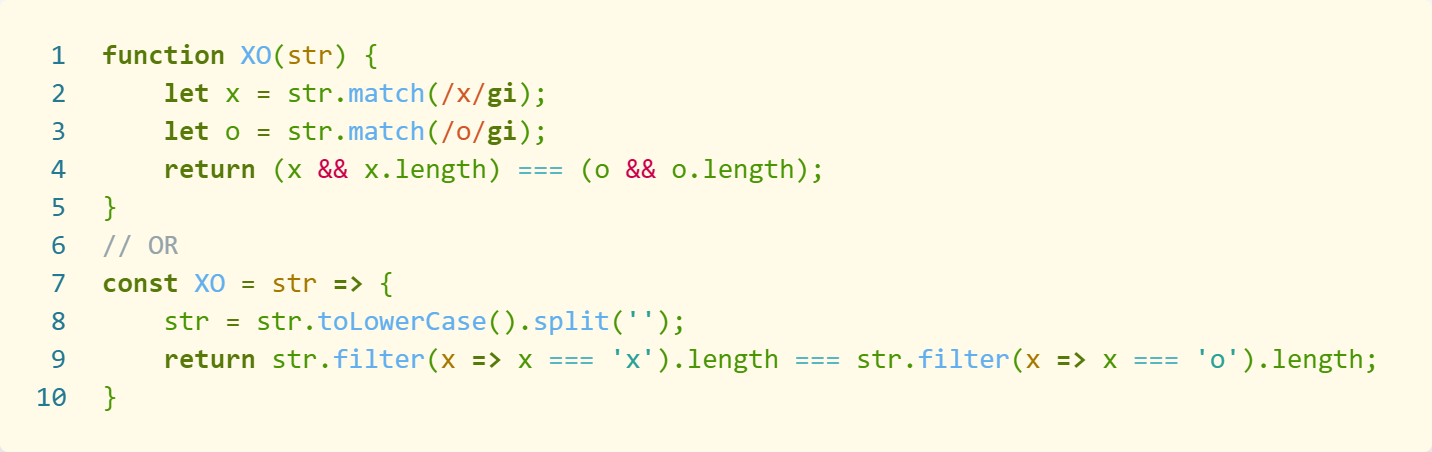 1 function XO(str) {
2     let x = str.match(/x/gi);
3     let o = str.match(/o/gi);
4     return (x && x.length) === (o && o.length);
5 }
6 // OR
7 const XO = str => {
8     str = str.toLowerCase().split('');
9     return str.filter(x => x === 'x').length === str.filter(x => x === 'o').length;
10 }